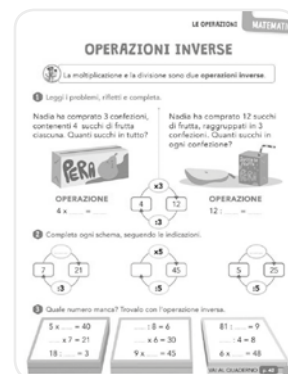 LE OPERAZIONI
MATEMATI
OPERAZIONI INVERSE
La moltiplicazione e la divisione sono due operazioni inverse.
1 Leggi i problemi, rifletti e completa.
Nadia ha comprato 3 confezioni,
contenenti 4 succhi di frutta
ciascuna. Quanti succhi in tutto?
Nadia ha comprato 12 succhi
di frutta, raggruppati in 3
confezioni. Quanti succhi in
ogni confezione?
PERA
x3
4
12
:3
OPERAZIONE
4 x ...... = ......
OPERAZIONE
12 : ...... = ......
2 Completa ogni schema, seguendo le indicazioni.
......
7
21
:3
x5
......
45
:5
......
5
25
:5
3 Quale numero manca? Trovalo con l'operazione inversa.
5 x ...... = 40
...... x 7 = 21
18 : ...... = 3
...... : 8 = 6
...... x 6 = 30
9 x ...... = 45
81 : ...... = 9
...... : 4 = 8
6 x ...... = 48
VAI AL QUADERNO